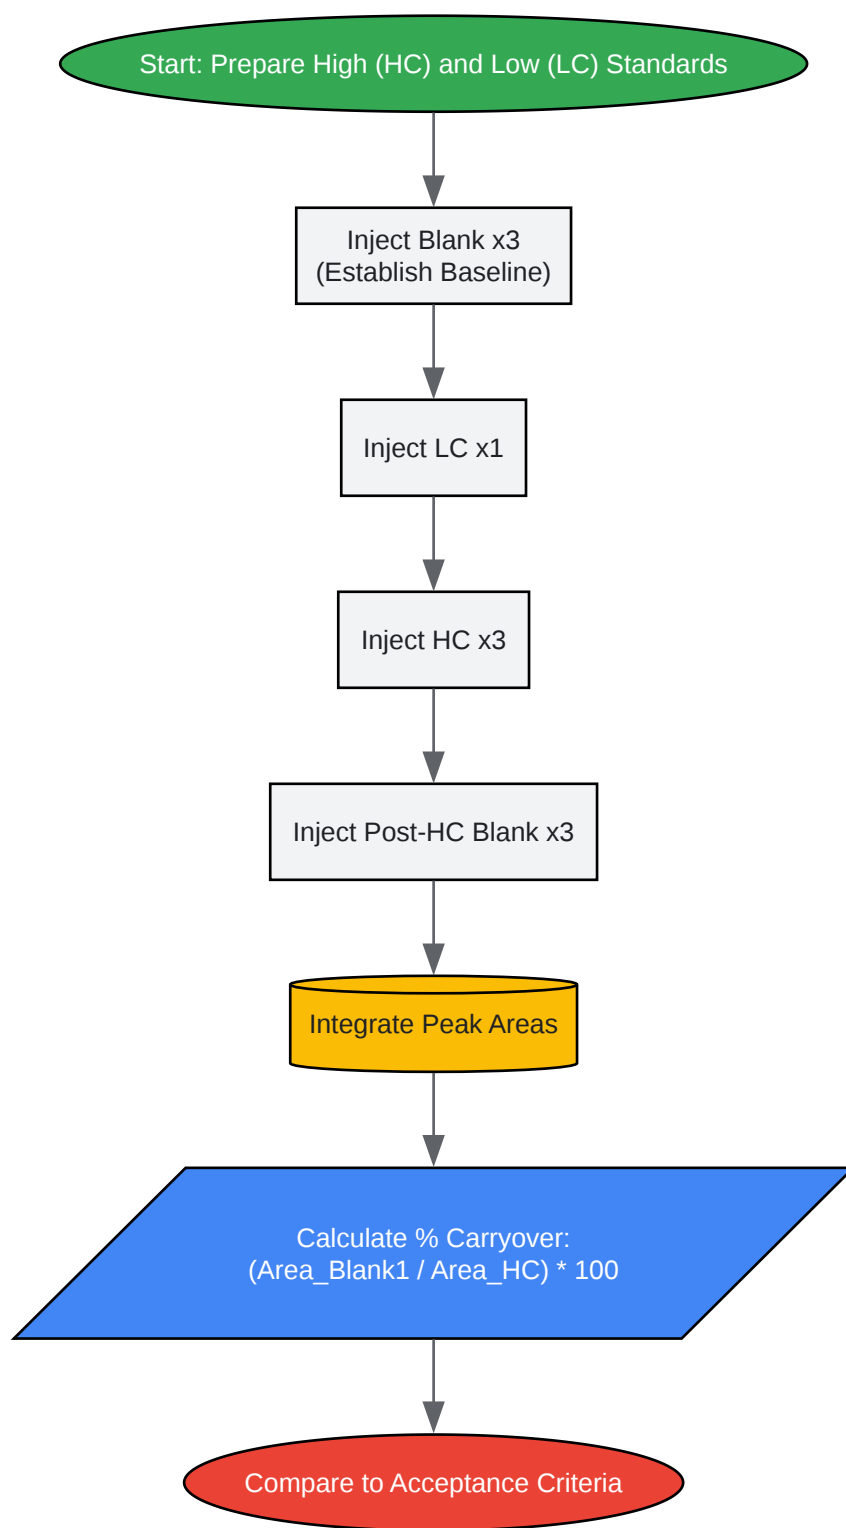 Start: Prepare High (HC) and Low (LC) Standards
Inject Blank x3
(Establish Baseline)
Inject LC x1
Inject HC x3
Inject Post-HC Blank x3
Integrate Peak Areas
Calculate % Carryover:
(Area_Blank1 / Area_HC) * 100
Compare to Acceptance Criteria